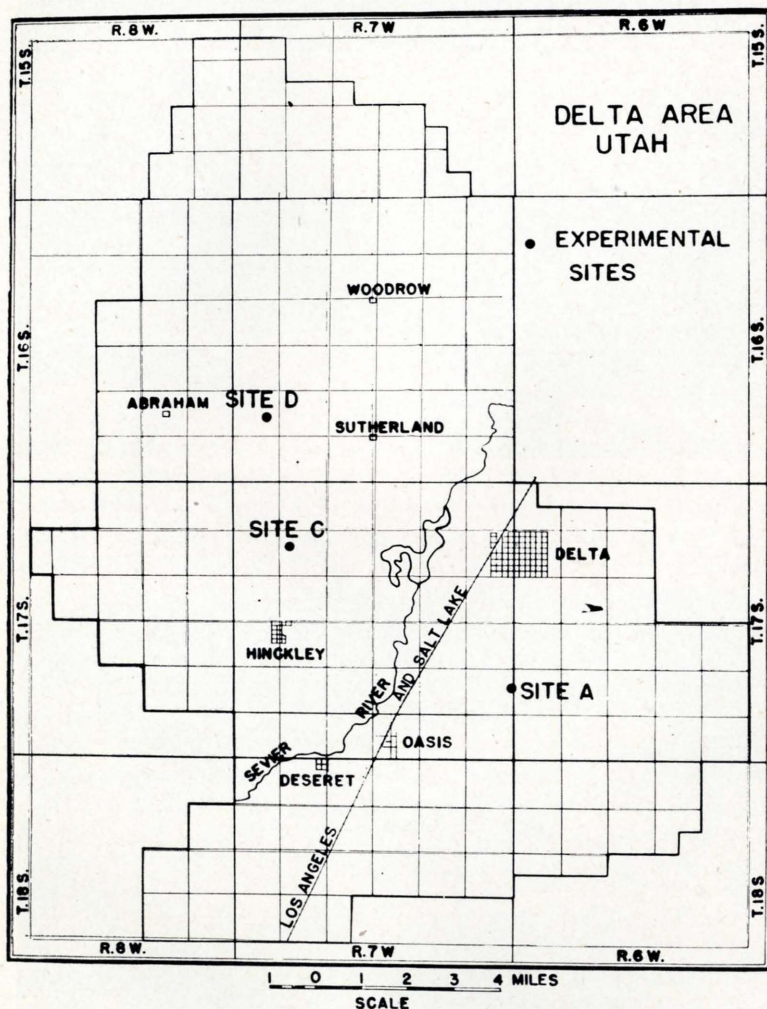 R. 8 W. R. 7 W R. 6 W
T. 15 S. T. 15 S.
DELTA AREA
UTAH
EXPERIMENTAL
SITES
WOODROW
T. 16 S. T. 16 S.
ABRAHAM SITE D
SUTHERLAND
SITE C
DELTA
T. 17 S. T. 17 S.
HINCKLEY
AND SALT LAKE
SITE A
RIVER
OASIS
SEVIER
DESERET
LOS ANGELES
T. 18 S. T. 18 S.
R. 8 W. R. 7 W R. 6 W
1 0 1 2 3 4 MILES
SCALE